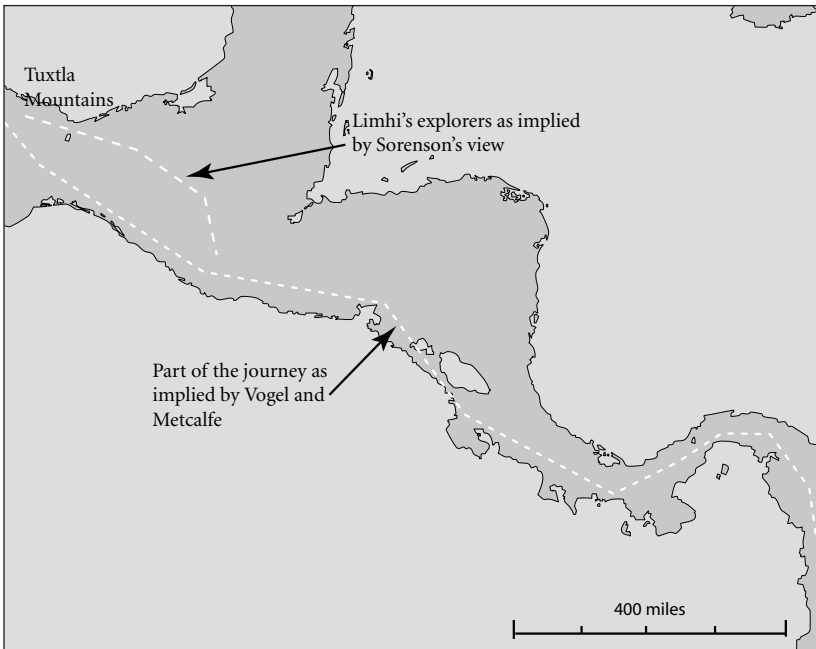 Tuxtla
Mountains
Limhi’s explorers as implied
by Sorenson’s view
Part of the journey as
implied by Vogel and
Metcalfe
400 miles